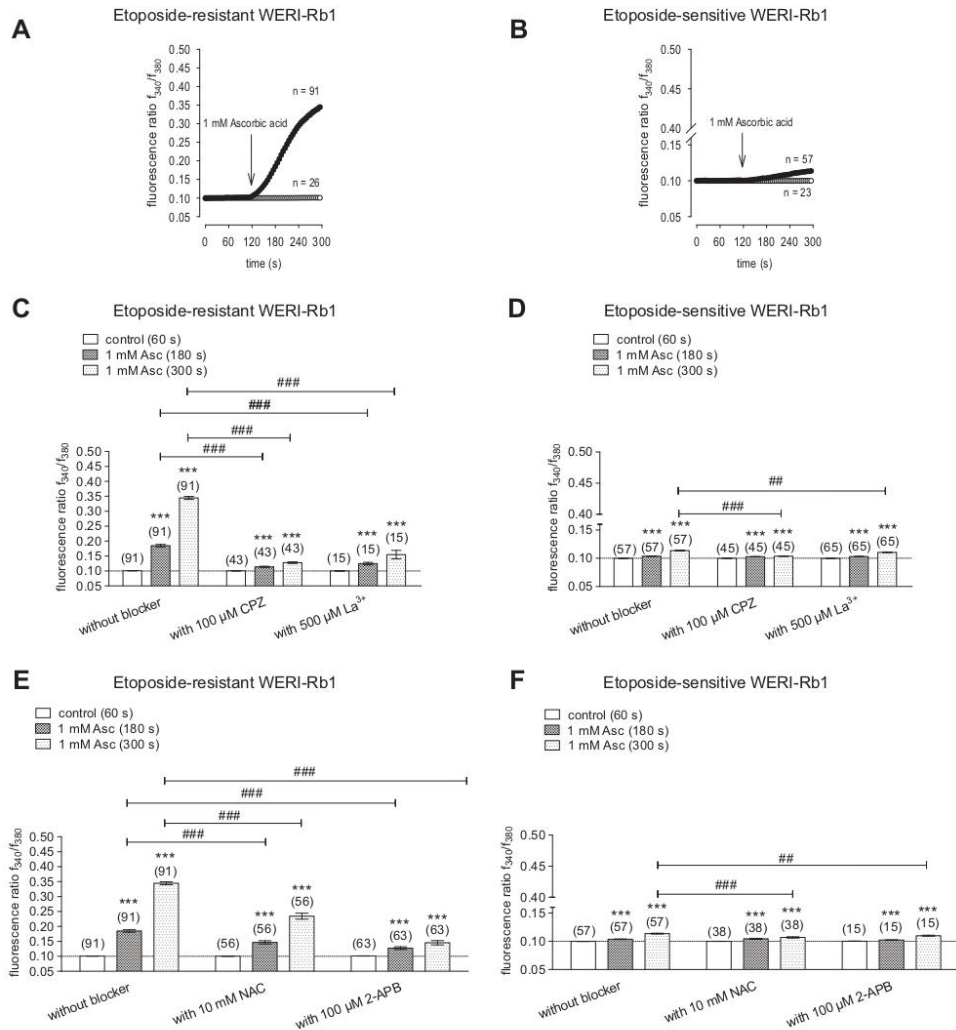 A
Etoposide-resistant WERI-Rb1
fluorescence ratio f340/f380
0.50
0.45
0.40
0.35
0.30
0.25
0.20
0.15
0.10
0.05
n = 91
1 mM Ascorbic acid
n = 26
0 60 120 180 240 300
time (s)
B
Etoposide-sensitive WERI-Rb1
fluorescence ratio f340/f380
0.50
0.45
0.40
0.15
0.10
0.05
1 mM Ascorbic acid
n = 57
n = 23
0 60 120 180 240 300
time (s)
C
Etoposide-resistant WERI-Rb1
control (60 s)
1 mM Asc (180 s)
1 mM Asc (300 s)
###
###
###
###
fluorescence ratio f340/f380
0.50
0.45
0.40
0.35
0.30
0.25
0.20
0.15
0.10
0.05
*** *** *** *** *** ***
(91) (91) (91) (43) (43) (43) (15) (15) (15)
without blocker
with 100 µM CPZ
with 500 µM La3+
D
Etoposide-sensitive WERI-Rb1
control (60 s)
1 mM Asc (180 s)
1 mM Asc (300 s)
##
###
fluorescence ratio f340/f380
0.50
0.45
0.40
0.15
0.10
0.05
*** *** *** *** *** ***
(57) (57) (57) (45) (45) (45) (65) (65) (65)
without blocker
with 100 µM CPZ
with 500 µM La3+
E
Etoposide-resistant WERI-Rb1
control (60 s)
1 mM Asc (180 s)
1 mM Asc (300 s)
###
###
###
###
fluorescence ratio f340/f380
0.50
0.45
0.40
0.35
0.30
0.25
0.20
0.15
0.10
0.05
*** *** *** *** *** ***
(91) (91) (91) (56) (56) (56) (63) (63) (63)
without blocker
with 10 mM NAC
with 100 µM 2-APB
F
Etoposide-sensitive WERI-Rb1
control (60 s)
1 mM Asc (180 s)
1 mM Asc (300 s)
##
###
fluorescence ratio f340/f380
0.50
0.45
0.40
0.15
0.10
0.05
*** *** *** *** *** ***
(57) (57) (57) (38) (38) (38) (15) (15) (15)
without blocker
with 10 mM NAC
with 100 µM 2-APB